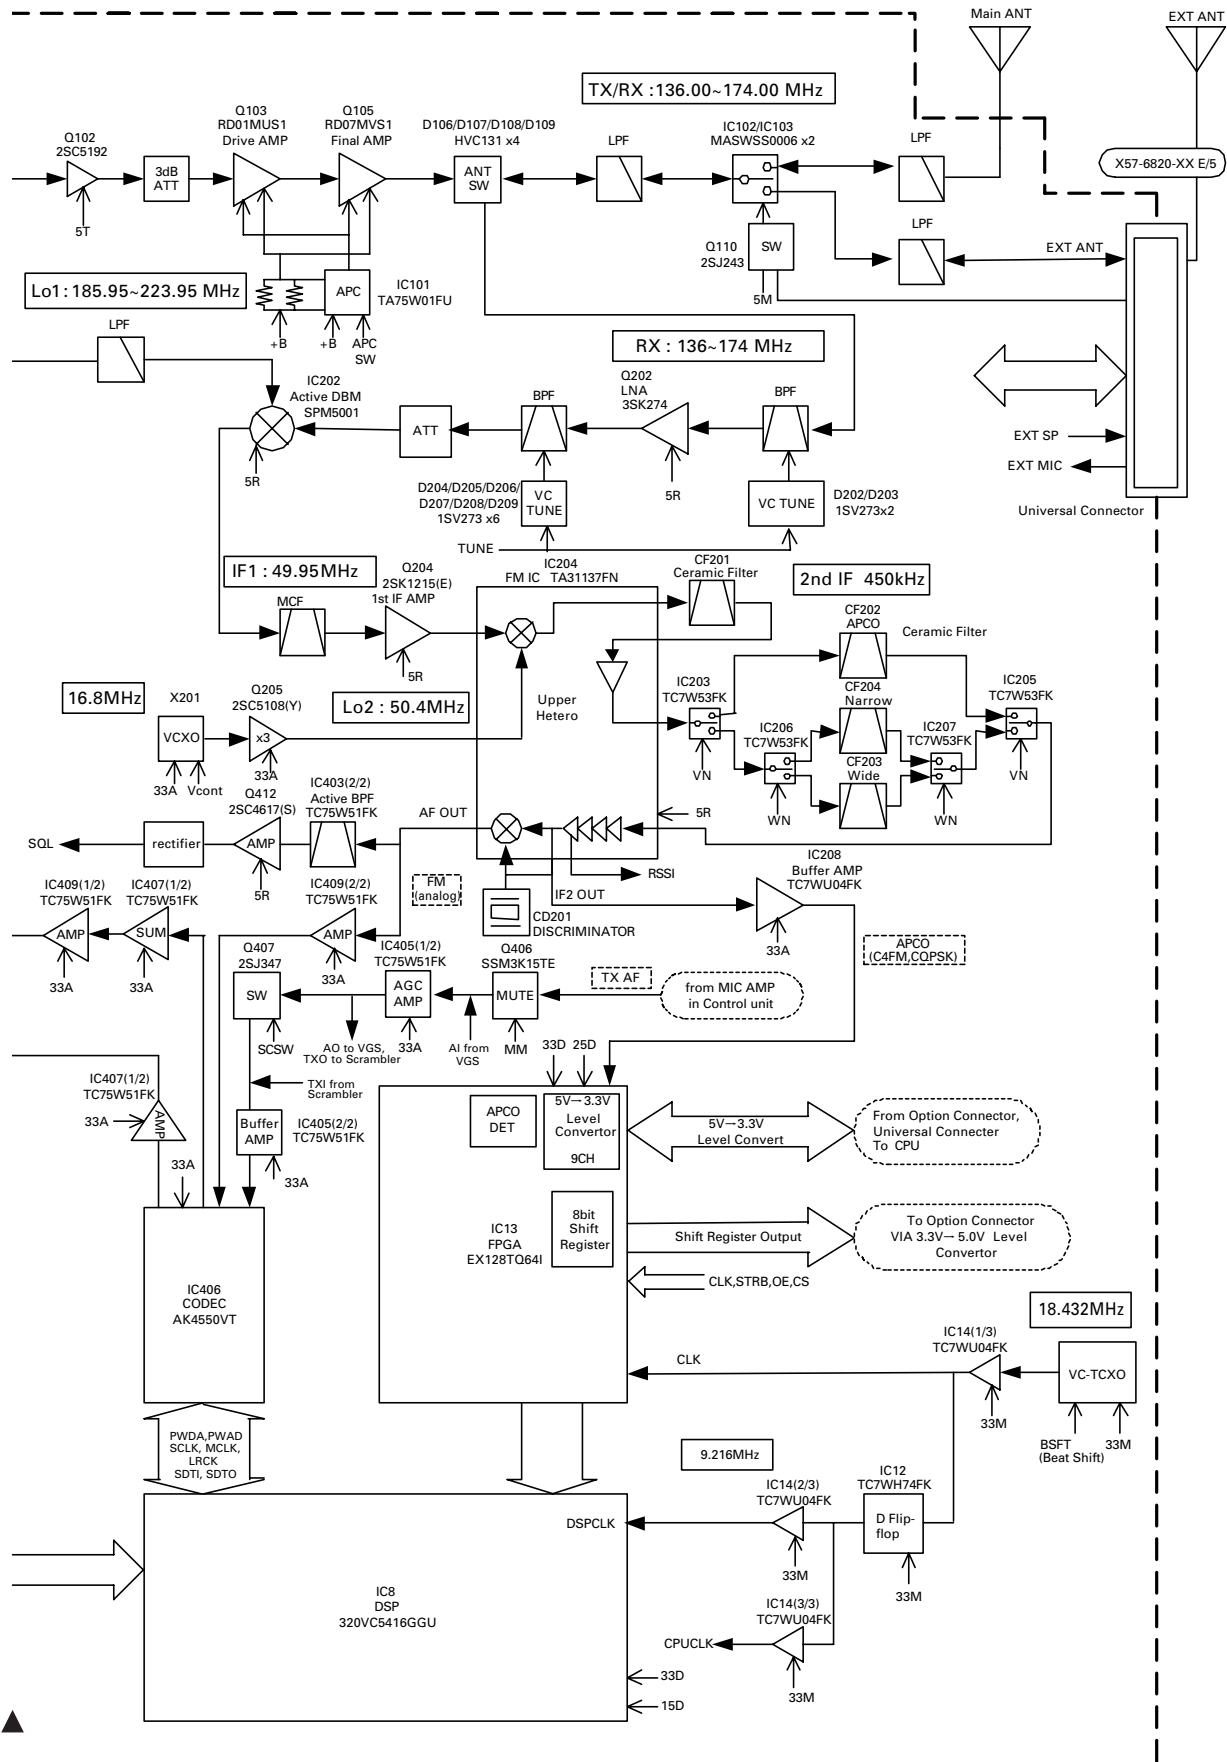 Main ANT
EXT ANT
TX/RX : 136.00~174.00 MHz
Q102
2SC5192
3dB
ATT
5T
Q103
RD01MUS1
Drive AMP
Q105
RD07MVS1
Final AMP
D106/D107/D108/D109
HVC131 x4
ANT
SW
LPF
IC102/IC103
MASWSS0006 x2
LPF
X57-6820-XX E/5
LPF
EXT ANT
Q110
2SJ243
SW
5M
Lo1 : 185.95~223.95 MHz
APC
IC101
TA75W01FU
+B
+B
APC
SW
LPF
RX : 136~174 MHz
IC202
Active DBM
SPM5001
5R
ATT
BPF
Q202
LNA
3SK274
5R
BPF
D204/D205/D206/
D207/D208/D209
1SV273 x6
VC
TUNE
VC TUNE
D202/D203
1SV273x2
TUNE
EXT SP
EXT MIC
Universal Connector
IF1 : 49.95MHz
MCF
Q204
2SK1215(E)
1st IF AMP
5R
IC204
FM IC TA31137FN
CF201
Ceramic Filter
2nd IF 450kHz
CF202
APCO
Ceramic Filter
Upper
Hetero
IC203
TC7W53FK
VN
IC206
TC7W53FK
WN
CF204
Narrow
CF203
Wide
IC207
TC7W53FK
WN
IC205
TC7W53FK
VN
16.8MHz
X201
VCXO
33A
Vcont
Q205
2SC5108(Y)
x3
33A
Lo2 : 50.4MHz
5R
SQL
rectifier
Q412
2SC4617(S)
AMP
5R
IC403(2/2)
Active BPF
TC75W51FK
AF OUT
FM
(analog)
RSSI
IF2 OUT
CD201
DISCRIMINATOR
IC208
Buffer AMP
TC7WU04FK
33A
APCO
(C4FM,CQPSK)
IC409(1/2)
TC75W51FK
AMP
33A
IC407(1/2)
TC75W51FK
SUM
33A
IC409(2/2)
TC75W51FK
AMP
33A
Q407
2SJ347
SW
SCSW
AO to VGS,
TXO to Scrambler
IC405(1/2)
TC75W51FK
AGC
AMP
33A
AI from
VGS
Q406
SSM3K15TE
MUTE
MM
TX AF
from MIC AMP
in Control unit
TXI from
Scrambler
IC407(1/2)
TC75W51FK
33A
AMP
33A
Buffer
AMP
IC405(2/2)
TC75W51FK
33A
33D
25D
APCO
DET
5V→3.3V
Level
Convertor
9CH
5V→3.3V
Level Convert
From Option Connector,
Universal Connecter
To CPU
IC13
FPGA
EX128TQ64I
8bit
Shift
Register
Shift Register Output
To Option Connector
VIA 3.3V→ 5.0V Level
Convertor
CLK,STRB,OE,CS
IC406
CODEC
AK4550VT
CLK
18.432MHz
IC14(1/3)
TC7WU04FK
33M
VC-TCXO
BSFT
(Beat Shift)
33M
PWDA,PWAD
SCLK, MCLK,
LRCK
SDTI, SDTO
9.216MHz
IC14(2/3)
TC7WU04FK
33M
IC12
TC7WH74FK
D Flip-
flop
33M
DSPCLK
IC8
DSP
320VC5416GGU
IC14(3/3)
TC7WU04FK
CPUCLK
33M
33D
15D